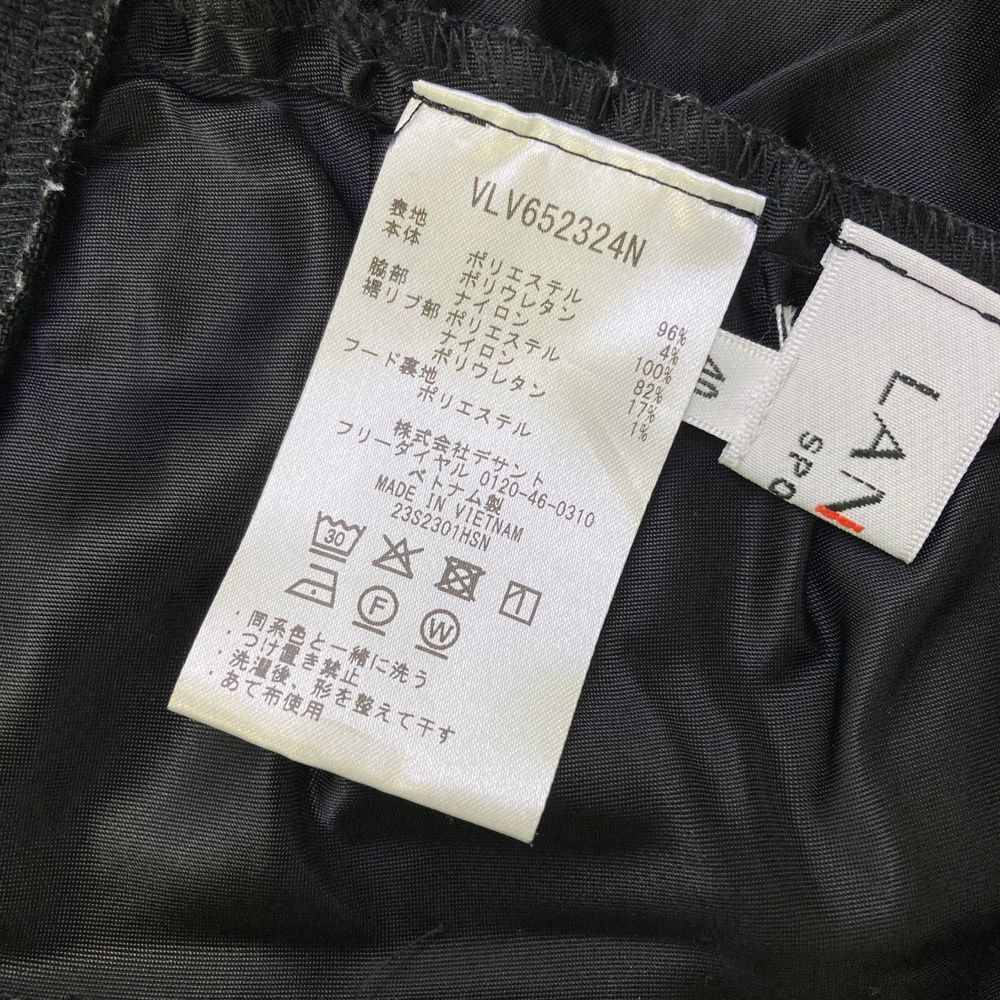 VLV652324N
表地
本体 ポリエステル 96%
ポリウレタン 4%
脇部 ナイロン 100%
裾リブ部 ポリエステル 82%
ナイロン 17%
ポリウレタン 1%
フード裏地
ポリエステル
株式会社デサント
フリーダイヤル 0120-46-0310
ベトナム製
MADE IN VIETNAM
23S2301HSN
30
F
W
・同系色と一緒に洗う
・つけ置き禁止
・洗濯後、形を整えて干す
・あて布使用
40
LAN
SPO